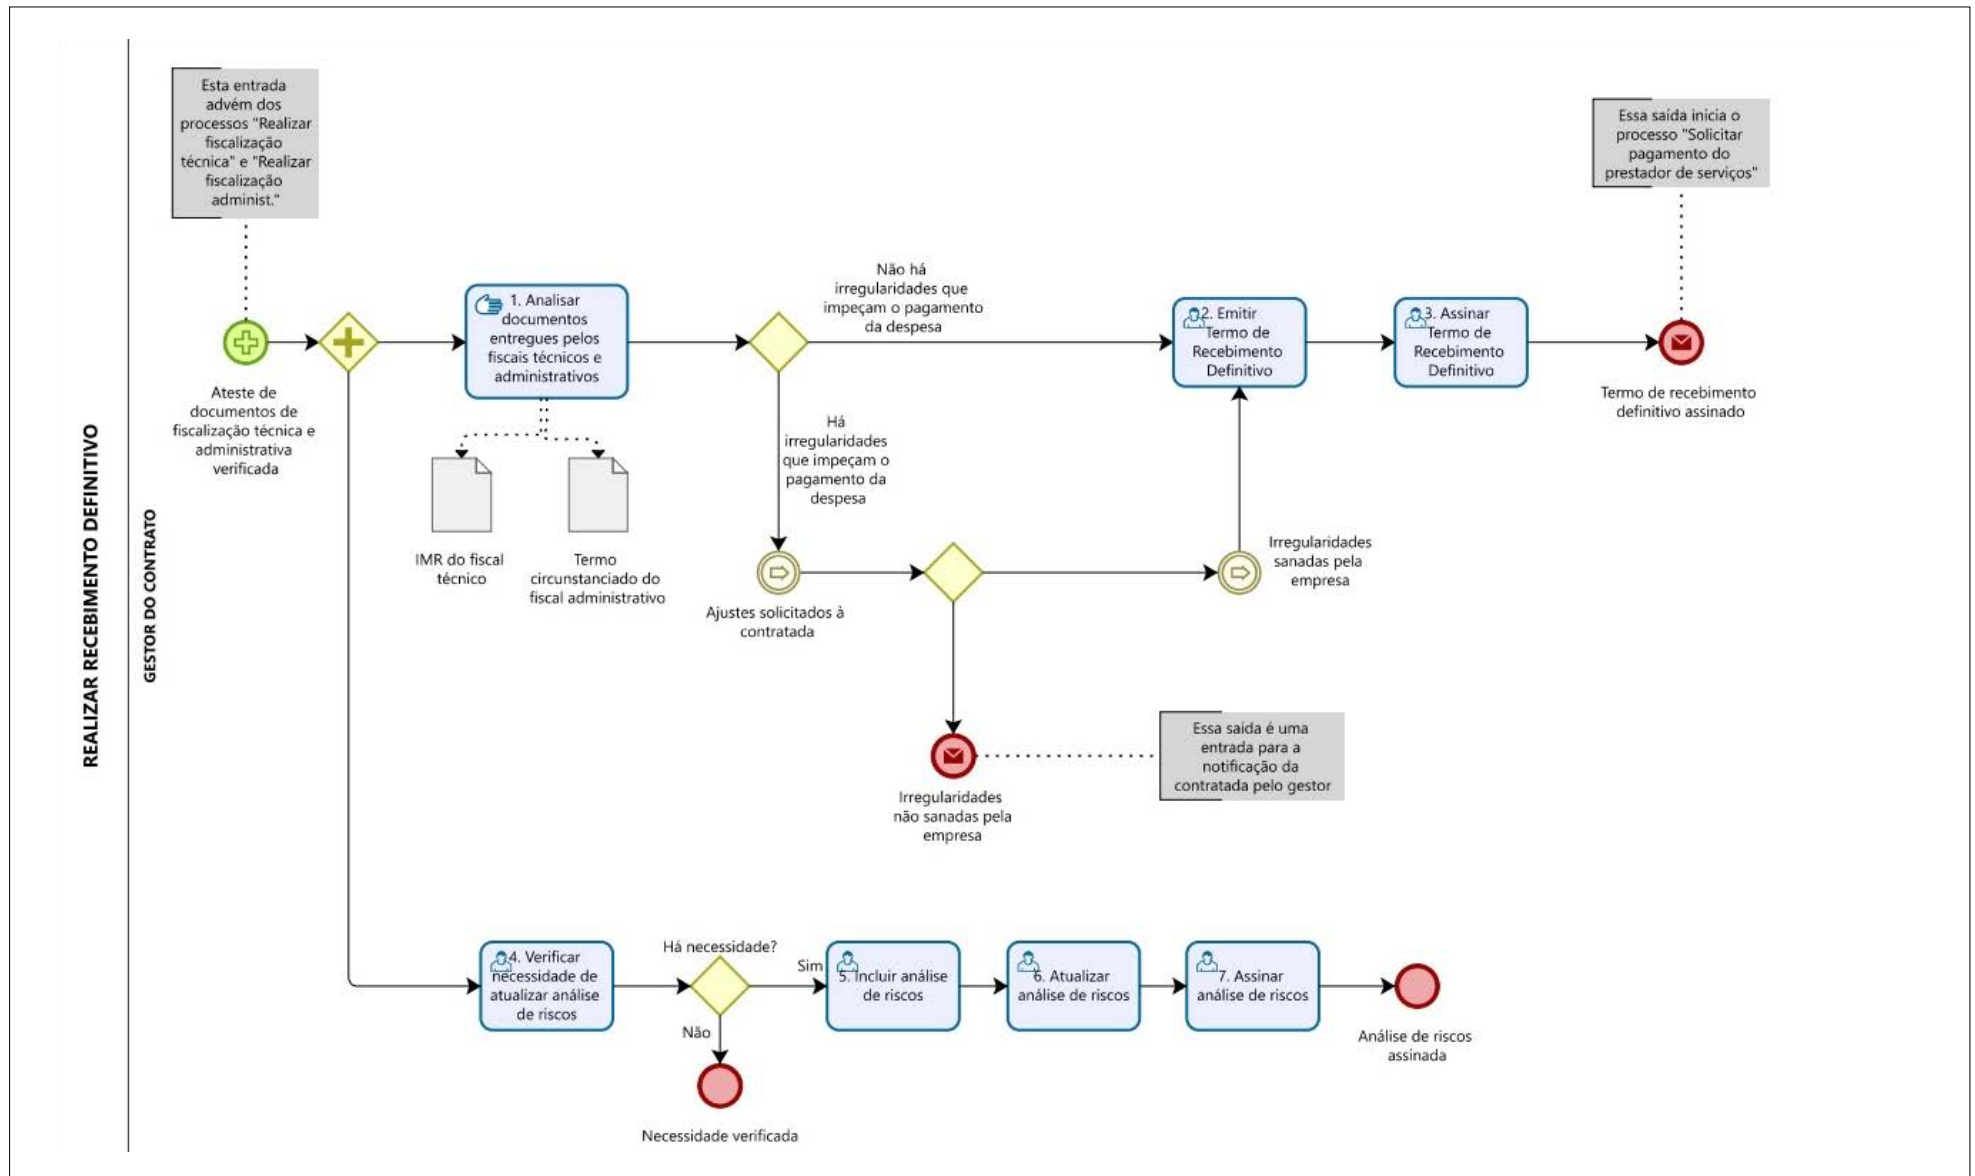 REALIZAR RECEBIMENTO DEFINITIVO
GESTOR DO CONTRATO
Esta entrada
advém dos
processos "Realizar
fiscalização
técnica" e "Realizar
fiscalização
administ."
Ateste de
documentos de
fiscalização técnica e
administrativa
verificada
1. Analisar
documentos
entregues pelos
fiscais técnicos e
administrativos
IMR do fiscal
técnico
Termo
circunstanciado do
fiscal administrativo
Não há
irregularidades que
impeçam o pagamento
da despesa
Há
irregularidades
que impeçam o
pagamento da
despesa
Ajustes solicitados à
contratada
Irregularidades
sanadas pela
empresa
Irregularidades
não sanadas pela
empresa
Essa saída é uma
entrada para a
notificação da
contratada pelo gestor
2. Emitir
Termo de
Recebimento
Definitivo
3. Assinar
Termo de
Recebimento
Definitivo
Essa saída inicia o
processo "Solicitar
pagamento do
prestador de serviços"
Termo de recebimento
definitivo assinado
4. Verificar
necessidade de
atualizar análise
de riscos
Há necessidade?
Sim
Não
Necessidade verificada
5. Incluir análise
de riscos
6. Atualizar
análise de riscos
7. Assinar
análise de riscos
Análise de riscos
assinada